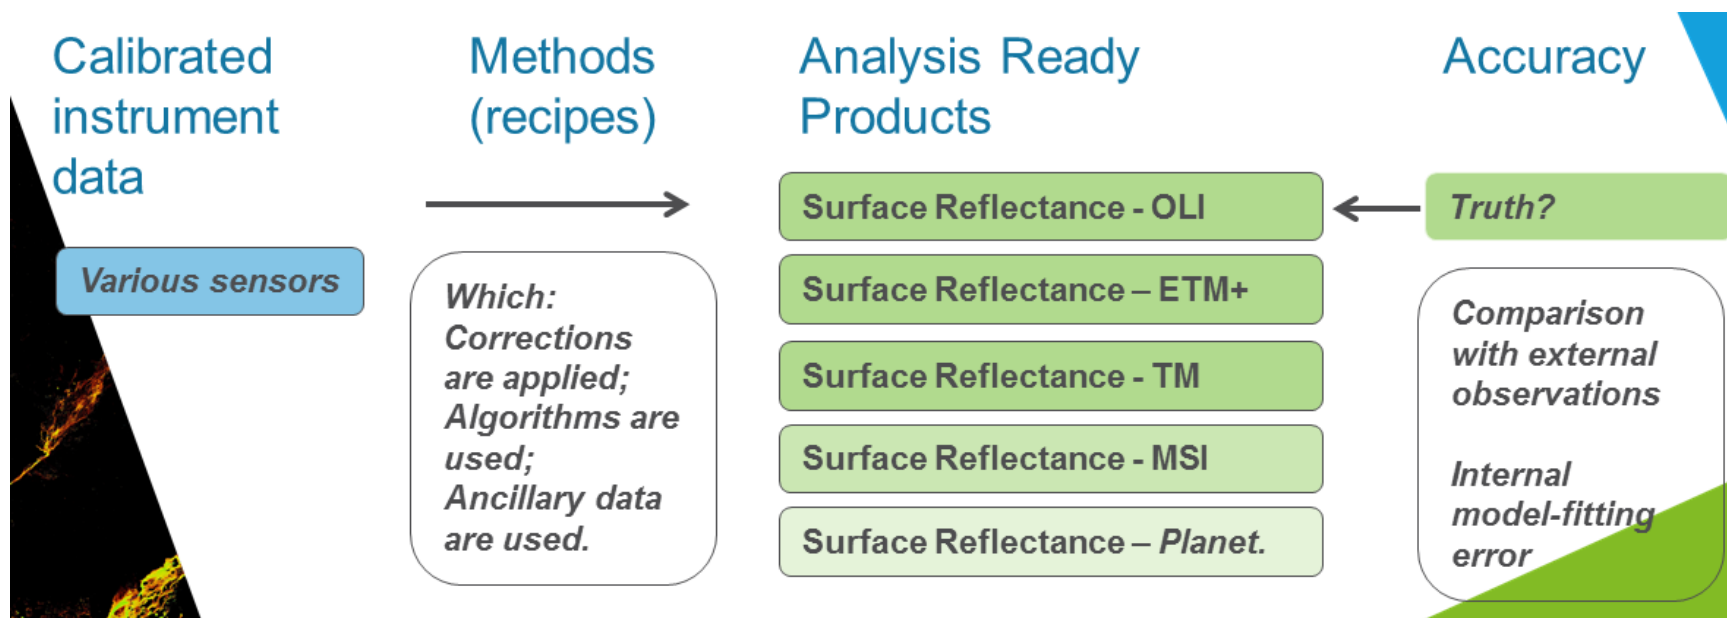 Calibrated
instrument
data
Various sensors
Methods
(recipes)
Which:
Corrections
are applied;
Algorithms are
used;
Ancillary data
are used.
Analysis Ready
Products
Surface Reflectance - OLI
Surface Reflectance – ETM+
Surface Reflectance - TM
Surface Reflectance - MSI
Surface Reflectance – Planet.
Accuracy
Truth?
Comparison
with external
observations
Internal
model-fitting
error